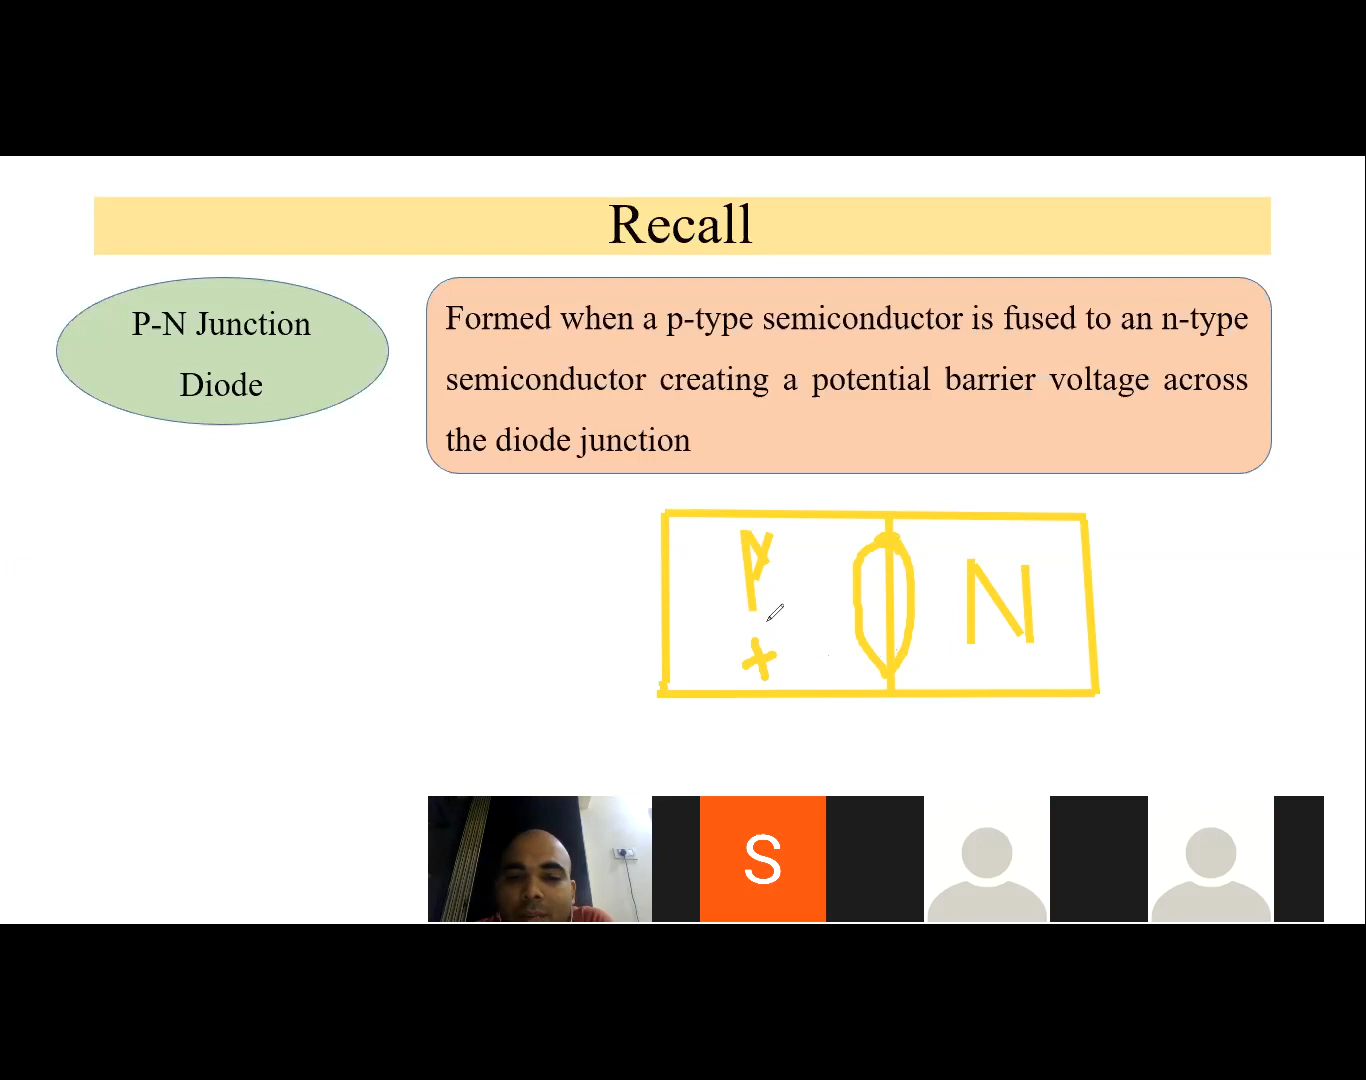 Recall
P-N Junction
Diode
Formed when a p-type semiconductor is fused to an n-type
semiconductor creating a potential barrier voltage across
the diode junction
P N
+
S